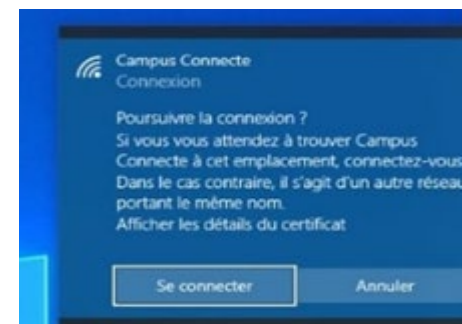 Campus Connecte
Connexion
Poursuivre la connexion ?
Si vous vous attendez à trouver Campus
Connecte à cet emplacement, connectez-vous
Dans le cas contraire, il s'agit d'un autre réseau
portant le même nom.
Afficher les détails du certificat
Se connecter Annuler